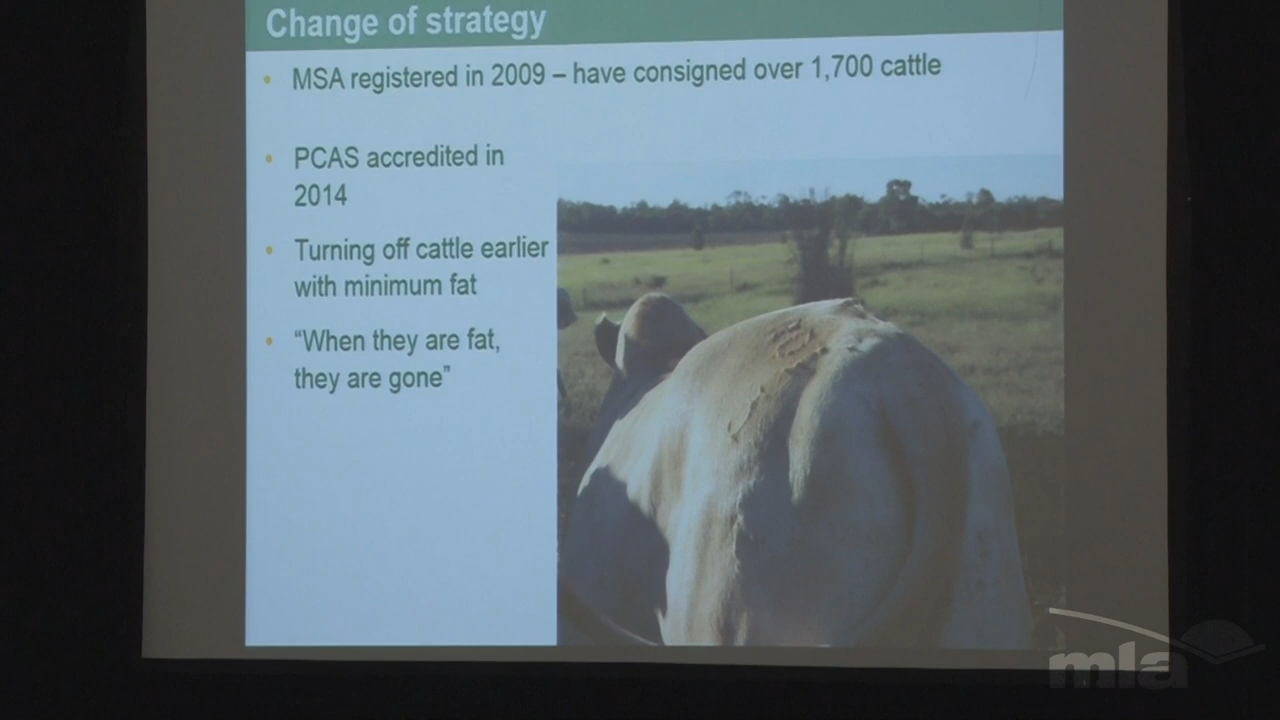 Change of strategy
MSA registered in 2009 – have consigned over 1,700 cattle
PCAS accredited in
2014
Turning off cattle earlier
with minimum fat
“When they are fat,
they are gone”
mla